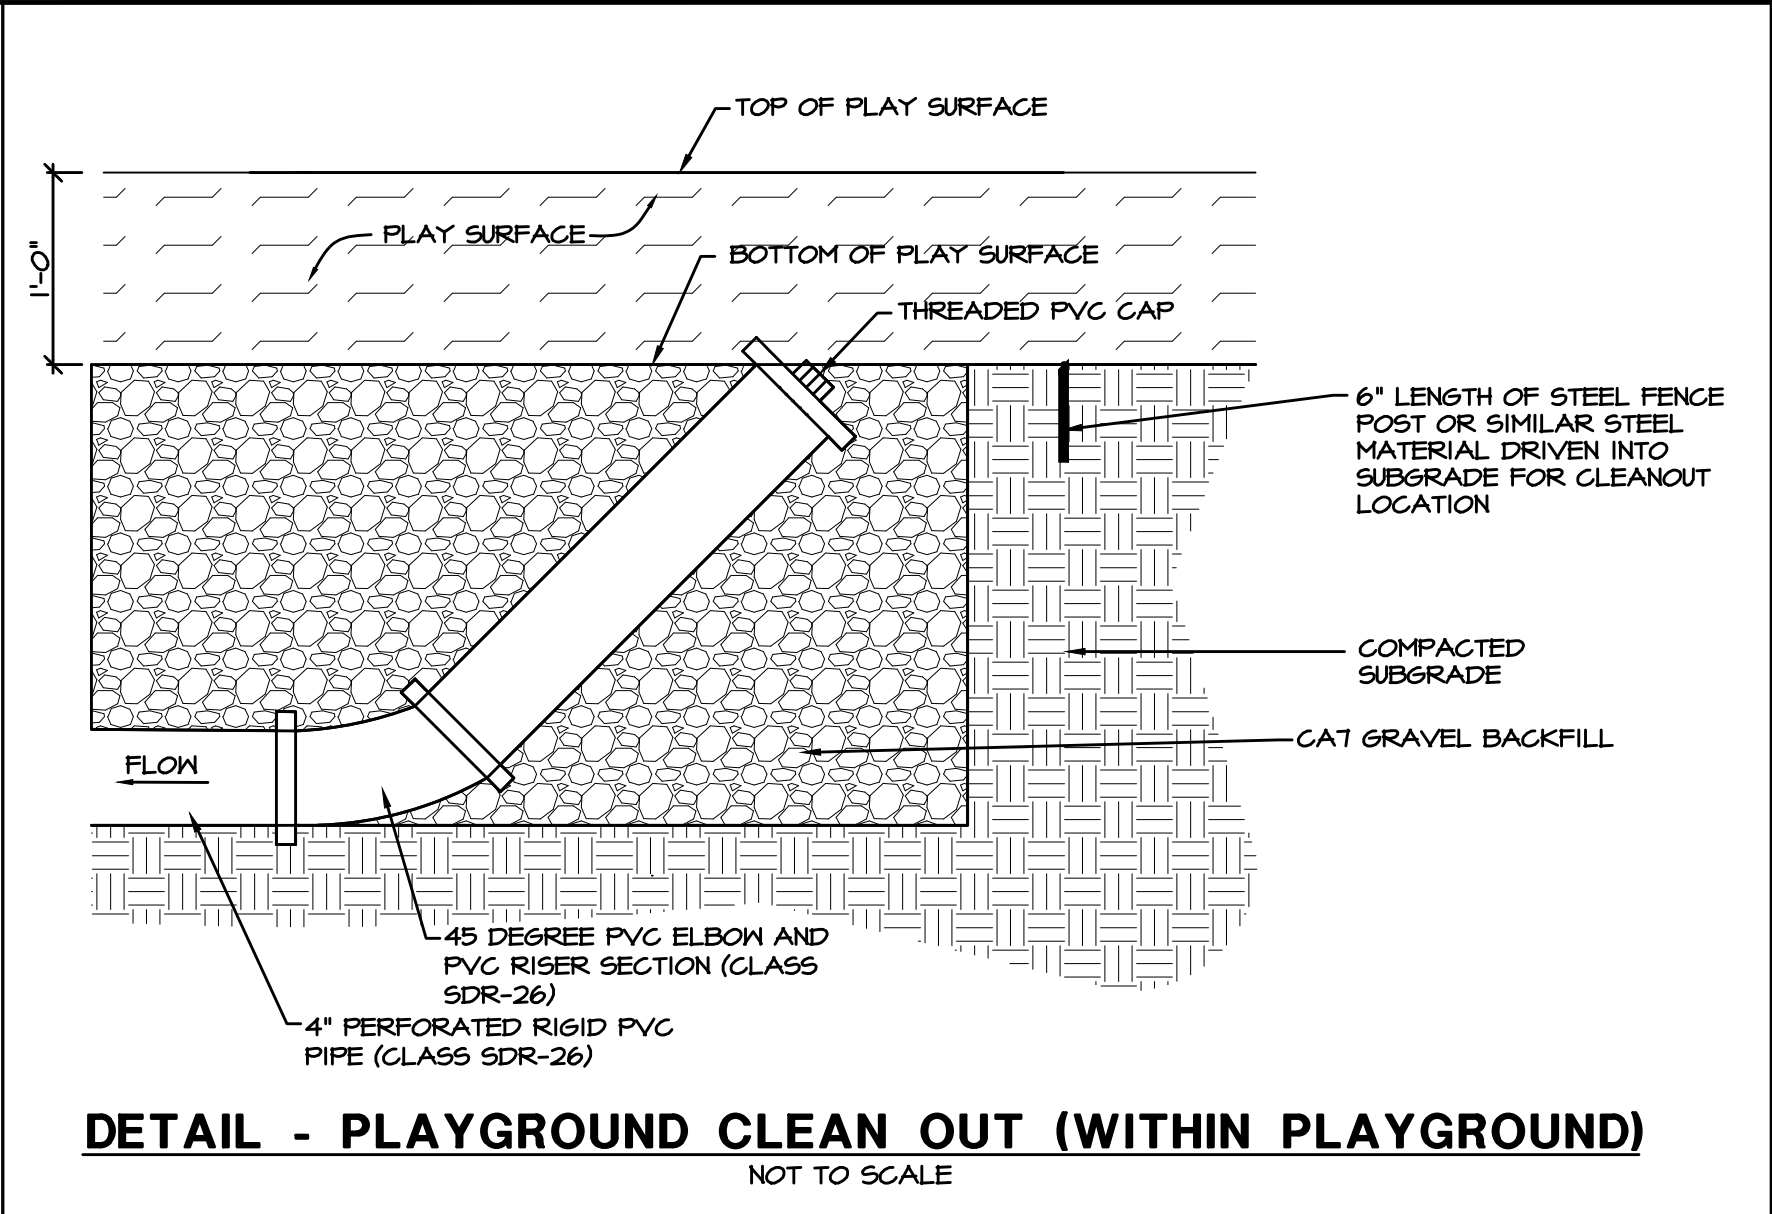 TOP OF PLAY SURFACE
PLAY SURFACE
BOTTOM OF PLAY SURFACE
1'-0"
THREADED PVC CAP
6" LENGTH OF STEEL FENCE
POST OR SIMILAR STEEL
MATERIAL DRIVEN INTO
SUBGRADE FOR CLEANOUT
LOCATION
COMPACTED
SUBGRADE
CA7 GRAVEL BACKFILL
FLOW
45 DEGREE PVC ELBOW AND
PVC RISER SECTION (CLASS
SDR-26)
4" PERFORATED RIGID PVC
PIPE (CLASS SDR-26)
DETAIL - PLAYGROUND CLEAN OUT (WITHIN PLAYGROUND)
NOT TO SCALE